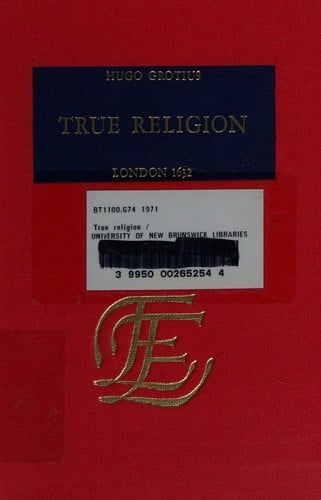 HUGO GROTIUS
TRUE RELIGION
LONDON 1632
BT1100.G74 1971
True religion /
UNIVERSITY OF NEW BRUNSWICK LIBRARIES
3 9950 00265254 4